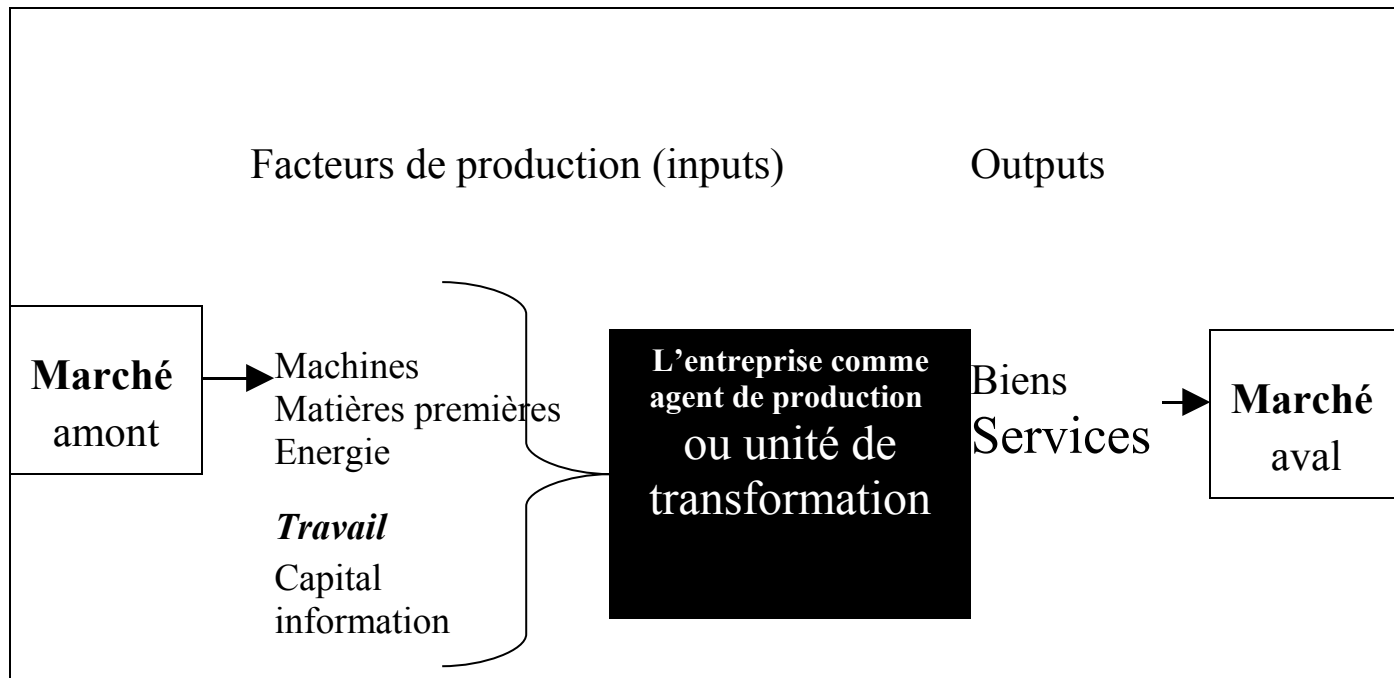 Facteurs de production (inputs)
Outputs
Marché
amont
Machines
Matières premières
Energie
Travail
Capital
information
L’entreprise comme
agent de production
ou unité de
transformation
Biens
Services
Marché
aval